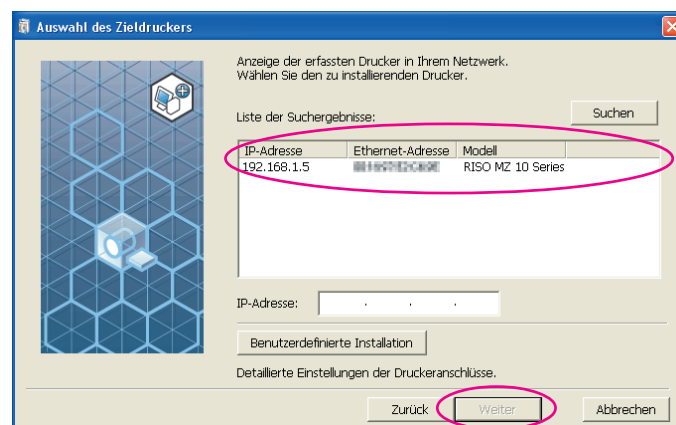 Auswahl des Zieldruckers
Anzeige der erfassten Drucker in Ihrem Netzwerk.
Wählen Sie den zu installierenden Drucker.
Liste der Suchergebnisse:
Suchen
IP-Adresse Ethernet-Adresse Modell
192.168.1.5 RISO MZ 10 Series
IP-Adresse:
Benutzerdefinierte Installation
Detaillierte Einstellungen der Druckeranschlüsse.
Zurück Weiter Abbrechen